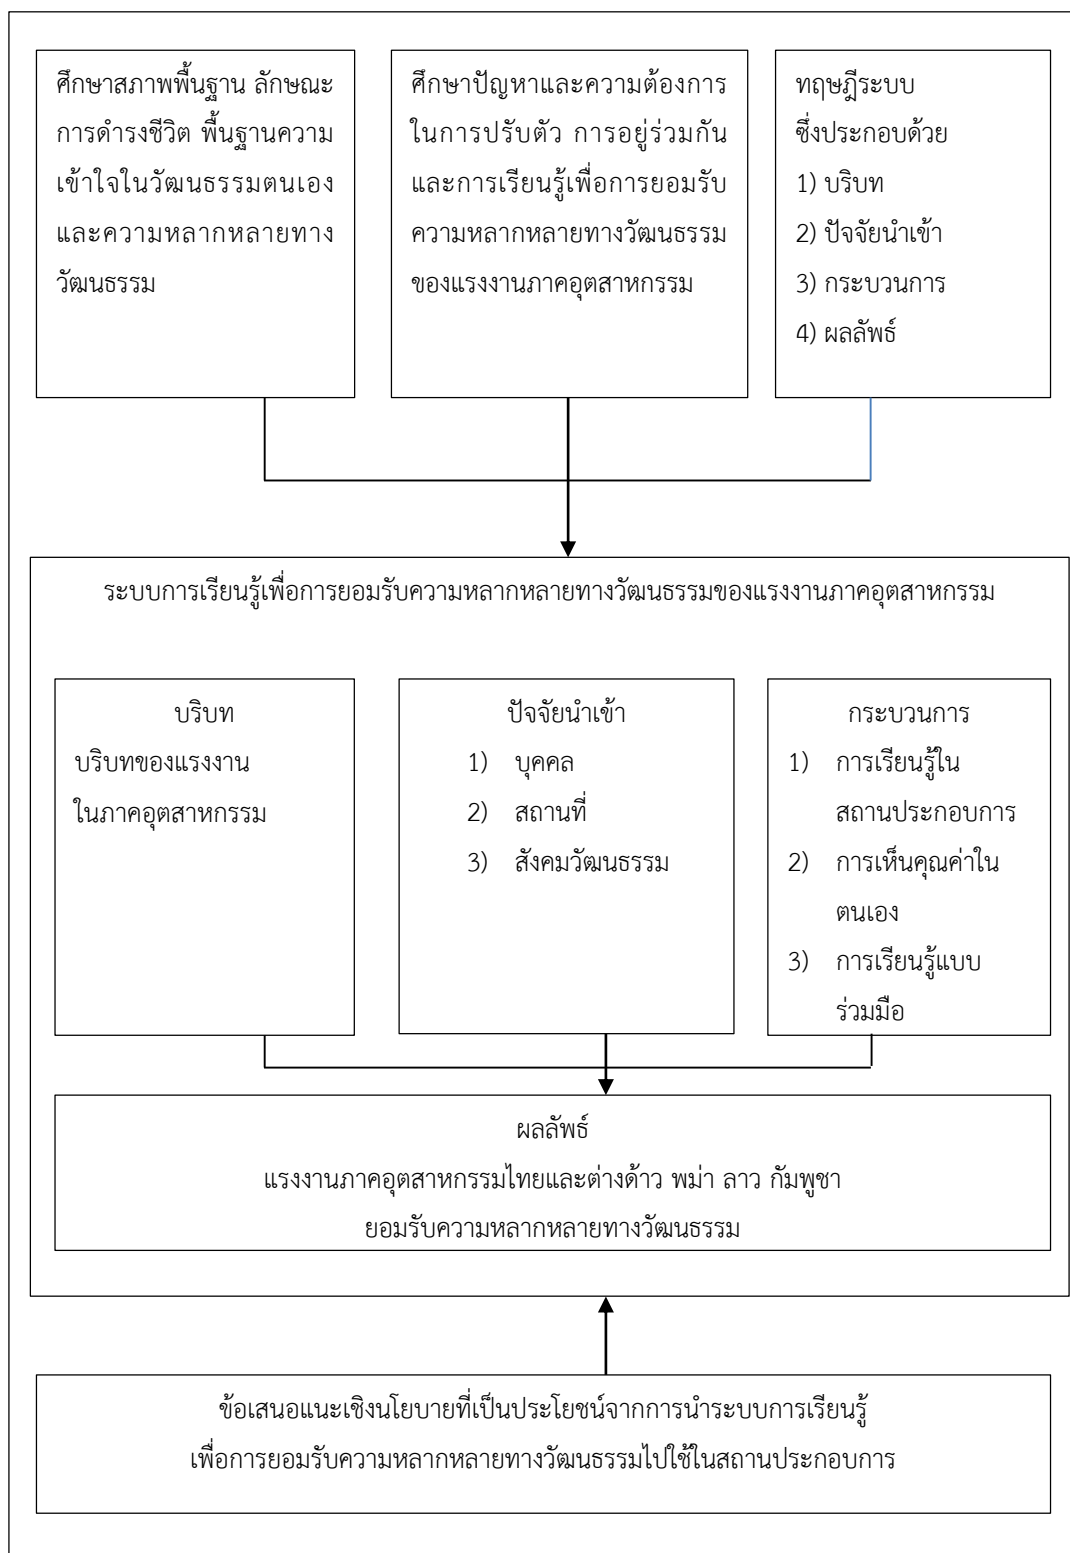 ศึกษาสภาพพื้นฐาน ลักษณะ
การดำรงชีวิต พื้นฐานความ
เข้าใจในวัฒนธรรมตนเอง
และความหลากหลายทาง
วัฒนธรรม
ศึกษาปัญหาและความต้องการ
ในการปรับตัว การอยู่ร่วมกัน
และการเรียนรู้เพื่อการยอมรับ
ความหลากหลายทางวัฒนธรรม
ของแรงงานภาคอุตสาหกรรม
ทฤษฎีระบบ
ซึ่งประกอบด้วย
1) บริบท
2) ปัจจัยนำเข้า
3) กระบวนการ
4) ผลลัพธ์
ระบบการเรียนรู้เพื่อการยอมรับความหลากหลายทางวัฒนธรรมของแรงงานภาคอุตสาหกรรม
บริบท
บริบทของแรงงาน
ในภาคอุตสาหกรรม
ปัจจัยนำเข้า
1) บุคคล
2) สถานที่
3) สังคมวัฒนธรรม
กระบวนการ
1) การเรียนรู้ใน
สถานประกอบการ
2) การเห็นคุณค่าใน
ตนเอง
3) การเรียนรู้แบบ
ร่วมมือ
ผลลัพธ์
แรงงานภาคอุตสาหกรรมไทยและต่างด้าว พม่า ลาว กัมพูชา
ยอมรับความหลากหลายทางวัฒนธรรม
ข้อเสนอแนะเชิงนโยบายที่เป็นประโยชน์จากการนำระบบการเรียนรู้
เพื่อการยอมรับความหลากหลายทางวัฒนธรรมไปใช้ในสถานประกอบการ